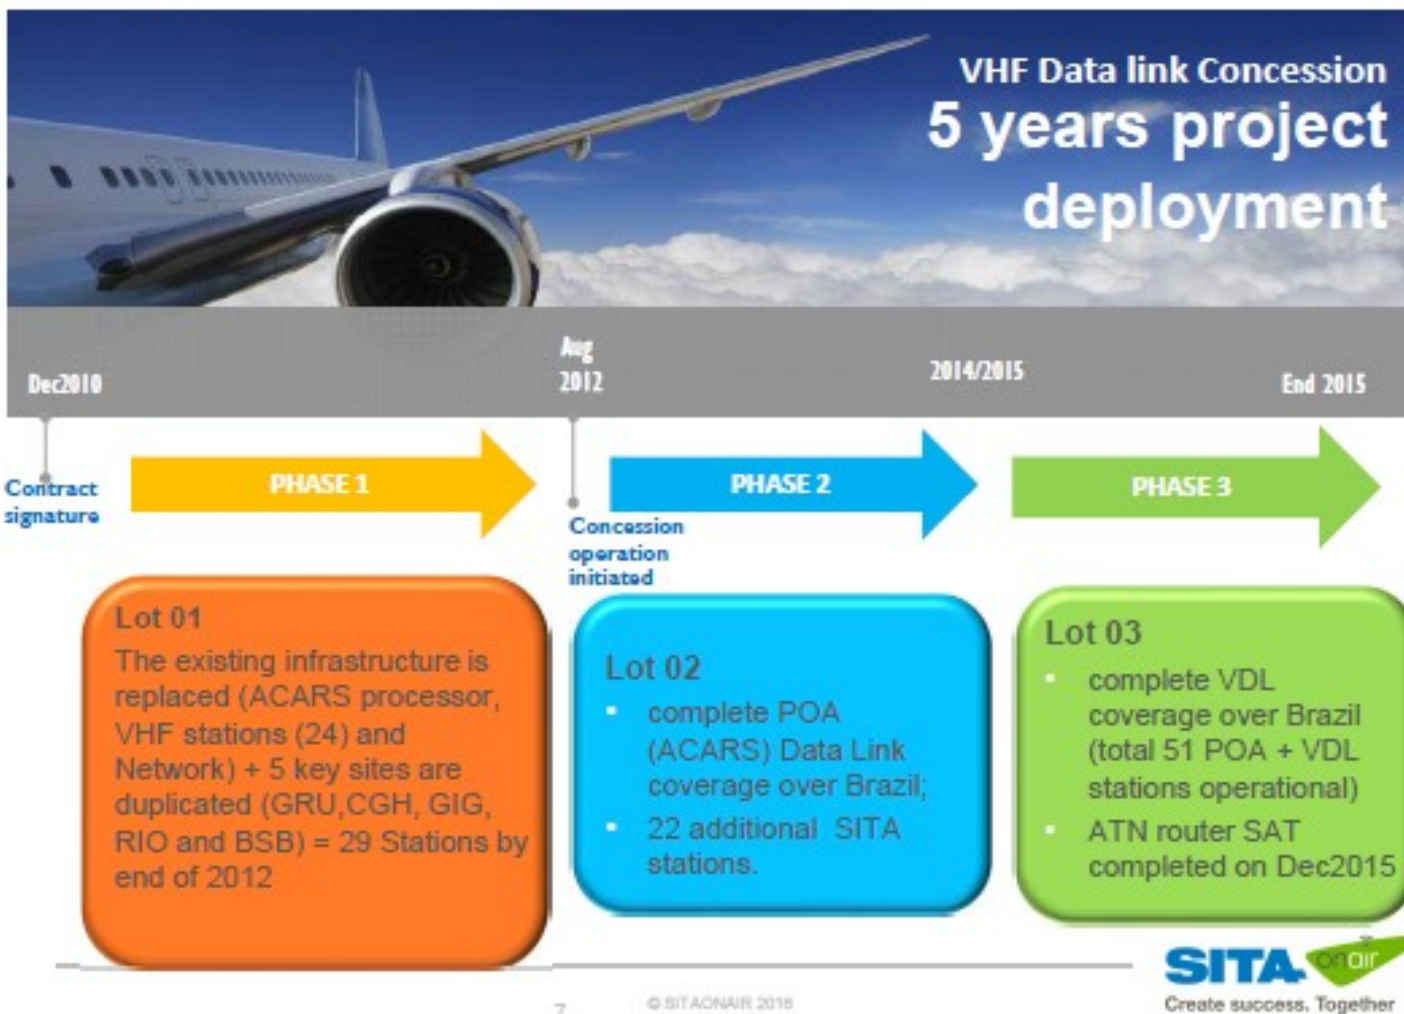 VHF Data link Concession
5 years project
deployment
Dec2010
Aug
2012
2014/2015
End 2015
Contract
signature
PHASE 1
Concession
operation
initiated
PHASE 2
PHASE 3
Lot 01
The existing infrastructure is
replaced (ACARS processor,
VHF stations (24) and
Network) + 5 key sites are
duplicated (GRU,CGH, GIG,
RIO and BSB) = 29 Stations by
end of 2012
Lot 02
▪ complete POA
(ACARS) Data Link
coverage over Brazil;
▪ 22 additional SITA
stations.
Lot 03
▪ complete VDL
coverage over Brazil
(total 51 POA + VDL
stations operational)
▪ ATN router SAT
completed on Dec2015
7
© SITAONAIR 2016
SITA onair
Create success. Together